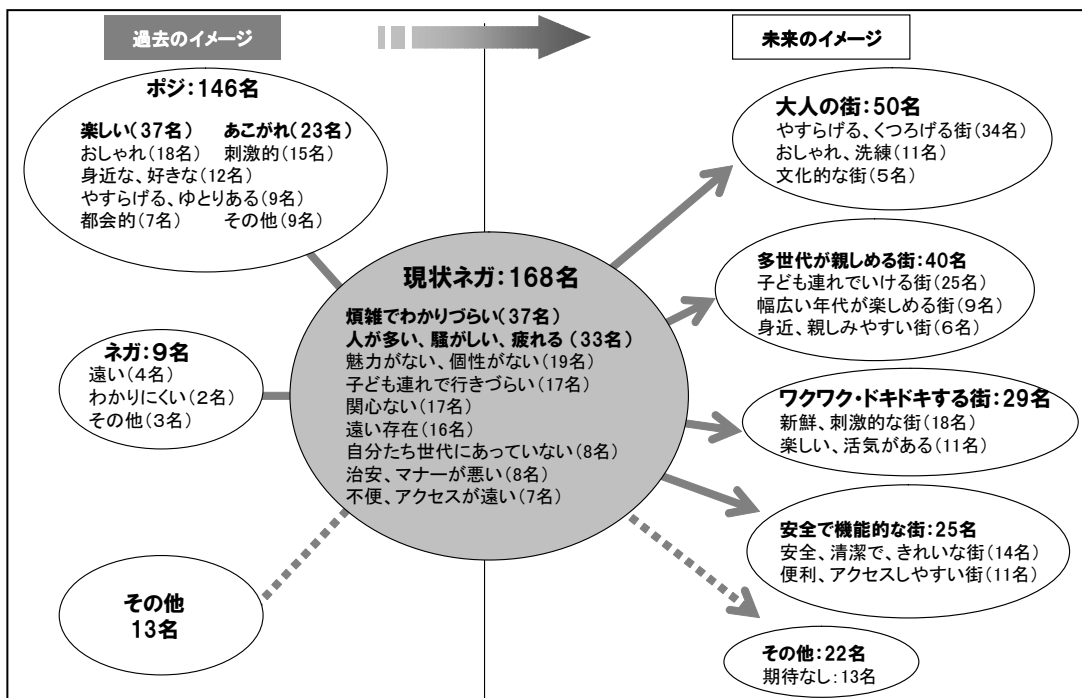 過去のイメージ
ポジ：146名
楽しい（37名） あこがれ（23名）
おしゃれ（18名） 刺激的（15名）
身近な、好きな（12名）
やすらげる、ゆとりある（9名）
都会的（7名） その他（9名）
ネガ：9名
遠い（4名）
わかりにくい（2名）
その他（3名）
その他
13名
現状ネガ：168名
煩雑でわかりづらい（37名）
人が多い、騒がしい、疲れる（33名）
魅力がない、個性がない（19名）
子ども連れで行きづらい（17名）
関心ない（17名）
遠い存在（16名）
自分たち世代にあっていない（8名）
治安、マナーが悪い（8名）
不便、アクセスが遠い（7名）
未来のイメージ
大人の街：50名
やすらげる、くつろげる街（34名）
おしゃれ、洗練（11名）
文化的な街（5名）
多世代が親しめる街：40名
子ども連れでいける街（25名）
幅広い年代が楽しめる街（9名）
身近、親しみやすい街（6名）
ワクワク・ドキドキする街：29名
新鮮、刺激的な街（18名）
楽しい、活気がある（11名）
安全で機能的な街：25名
安全、清潔で、きれいな街（14名）
便利、アクセスしやすい街（11名）
その他：22名
期待なし：13名